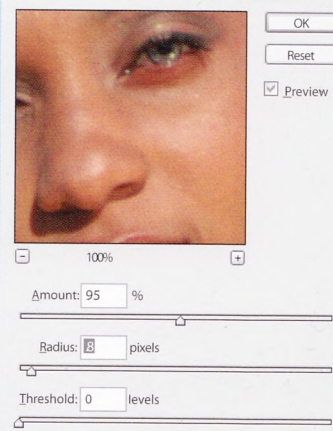 OK
Reset
Preview
100%
Amount: 95 %
Radius: .8 pixels
Threshold: 0 levels